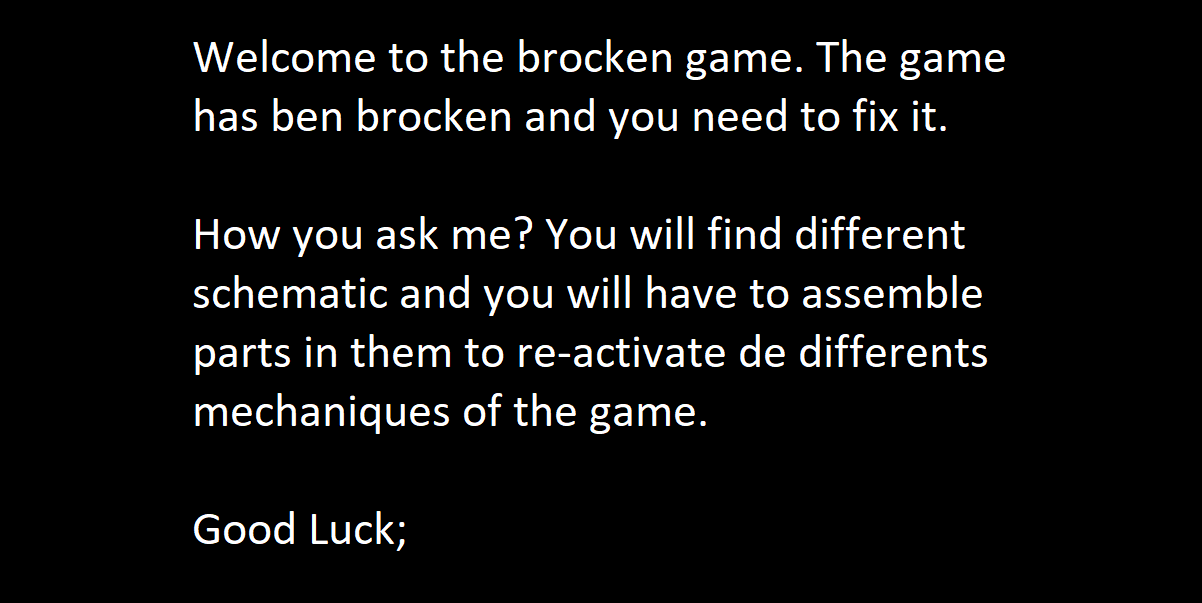 Welcome to the brocken game. The game
has ben brocken and you need to fix it.
How you ask me? You will find different
schematic and you will have to assemble
parts in them to re-activate de differents
mechaniques of the game.
Good Luck;